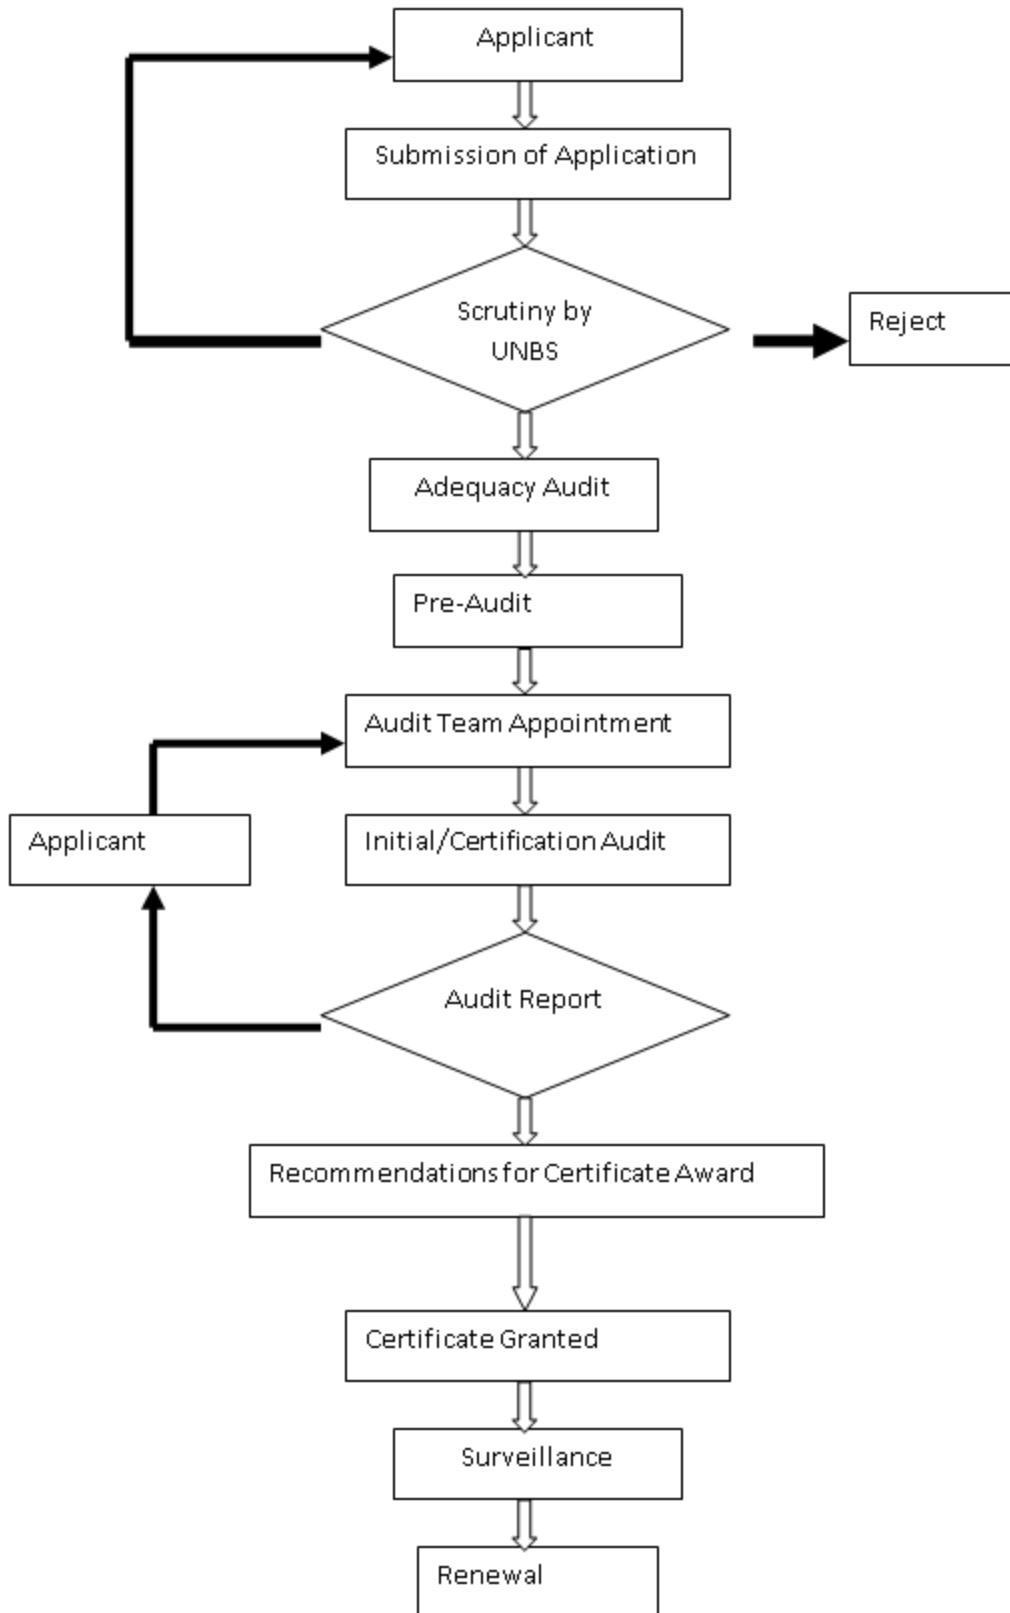 Applicant
Submission of Application
Scrutiny by
UNBS
Reject
Adequacy Audit
Pre-Audit
Audit Team Appointment
Applicant
Initial/Certification Audit
Audit Report
Recommendations for Certificate Award
Certificate Granted
Surveillance
Renewal